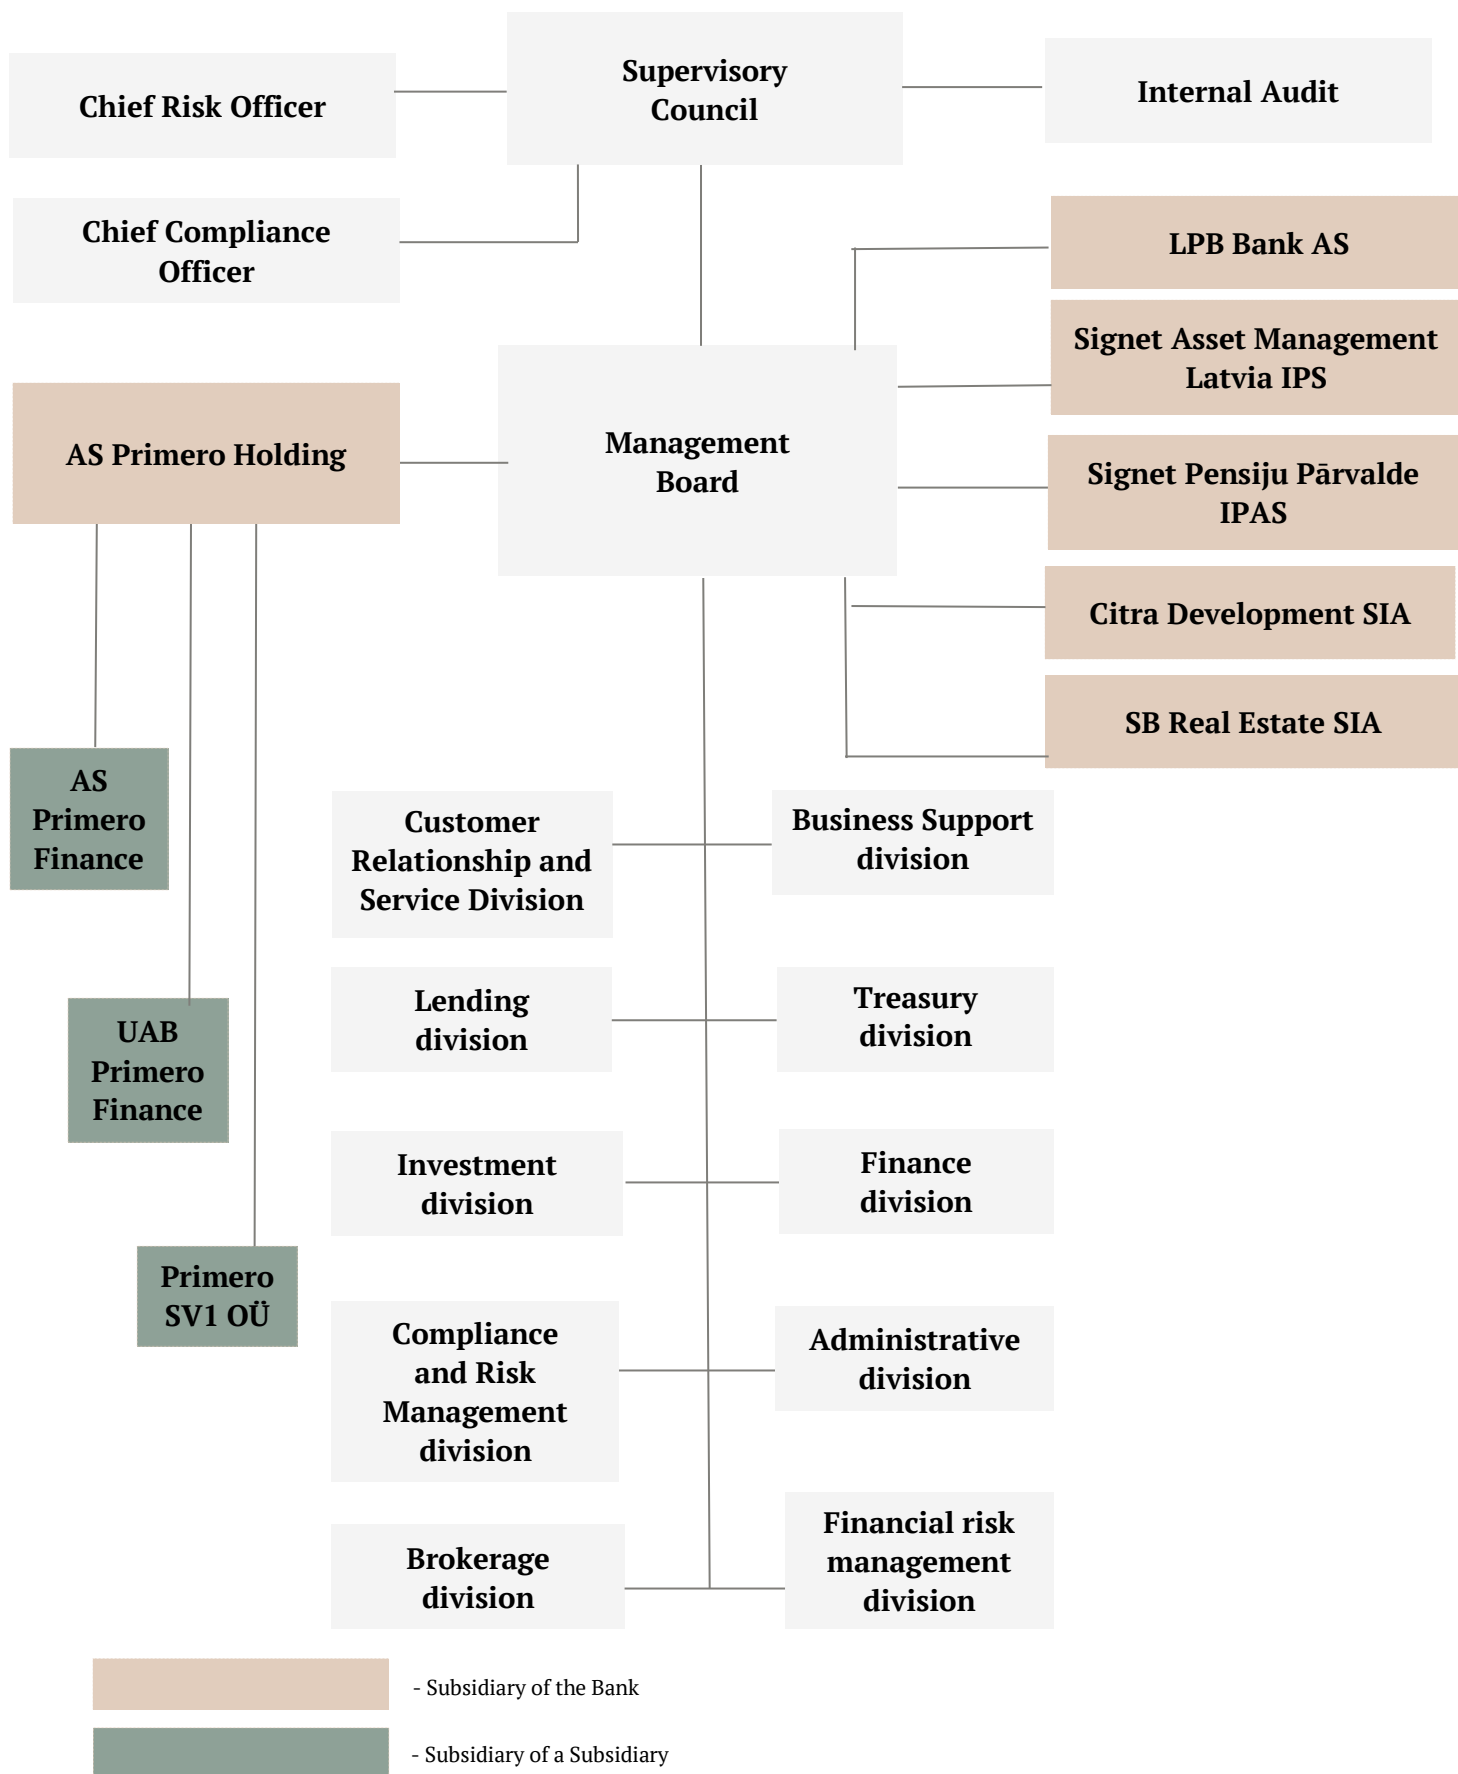 Supervisory
Council
Chief Risk Officer
Internal Audit
Chief Compliance
Officer
LPB Bank AS
Signet Asset Management
Latvia IPS
AS Primero Holding
Management
Board
Signet Pensiju Pārvalde
IPAS
Citra Development SIA
SB Real Estate SIA
AS
Primero
Finance
UAB
Primero
Finance
Primero
SV1 OÜ
Customer
Relationship and
Service Division
Business Support
division
Lending
division
Treasury
division
Investment
division
Finance
division
Compliance
and Risk
Management
division
Administrative
division
Brokerage
division
Financial risk
management
division
- Subsidiary of the Bank
- Subsidiary of a Subsidiary